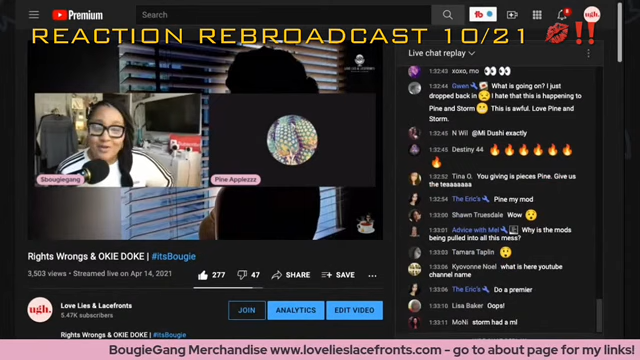 Premium
Search
REACTION REBROADCAST 10/21 💋‼️
Live chat replay
1:32:43 xoxo, mo 👀👀
1:32:44 Gwen What is going on? I just
dropped back in 😒 I hate that this is happening to
Pine and Storm 😬 This is awful. Love Pine and
Storm.
1:32:45 N Wil @Mi Dushi exactly
1:32:45 Destiny 44 🔥🔥🔥🔥🔥🔥
🔥
1:32:52 Tina O. You giving is pieces Pine. Give us
the teaaaaaaa
1:32:54 The Eric's Pine my mod
1:33:00 Shawn Truesdale Wow 😲
1:33:01 Advice with Mel Why is the mods
being pulled into all this mess?
1:33:03 Tamara Taplin 😲
1:33:06 Kyovonne Noel what is here youtube
channel name
1:33:06 The Eric's Do a premier
1:33:10 Lisa Baker Oops!
1:33:11 MoNi storm had a ml
Sbougiegang
Pine Applezzz
Rights Wrongs & OKIE DOKE | #itsBougie
3,503 views • Streamed live on Apr 14, 2021
277
47
SHARE
SAVE
ugh.
Love Lies & Lacefronts
5.47K subscribers
JOIN
ANALYTICS
EDIT VIDEO
Rights Wrongs & OKIE DOKE | #itsBougie
BougieGang Merchandise www.lovelieslacefronts.com - go to about page for my links!